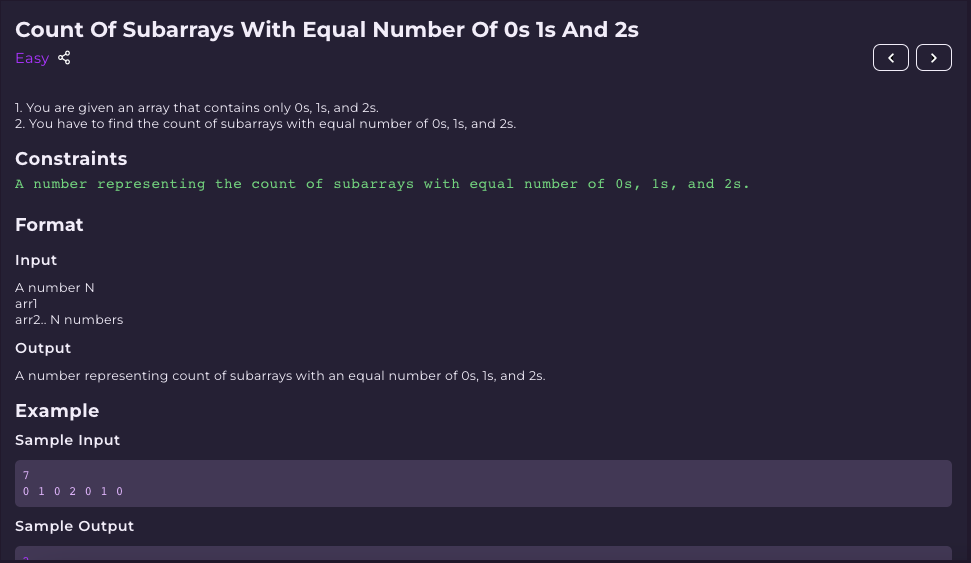 Count Of Subarrays With Equal Number Of 0s 1s And 2s
Easy
1. You are given an array that contains only 0s, 1s, and 2s.
2. You have to find the count of subarrays with equal number of 0s, 1s, and 2s.
Constraints
A number representing the count of subarrays with equal number of 0s, 1s, and 2s.
Format
Input
A number N
arr1
arr2.. N numbers
Output
A number representing count of subarrays with an equal number of 0s, 1s, and 2s.
Example
Sample Input
7
0 1 0 2 0 1 0
Sample Output